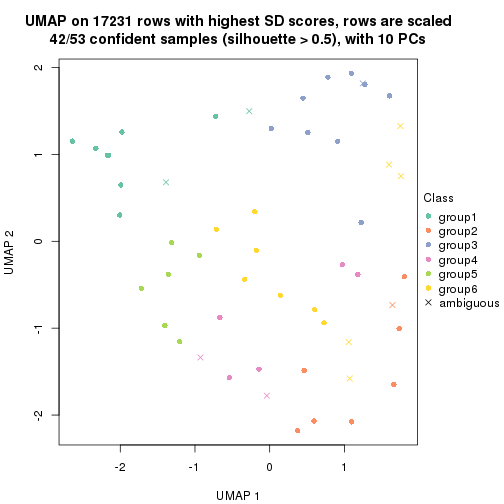 UMAP on 17231 rows with highest SD scores, rows are scaled
42/53 confident samples (silhouette > 0.5), with 10 PCs
2
1
0
-1
-2
UMAP 2
-2
-1
0
1
UMAP 1
Class
group1
group2
group3
group4
group5
group6
ambiguous